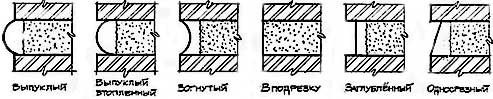 Выпуклый
Выпуклый
втопленный
Вогнутый
Вподрезку
Заглублённый
Односрезный